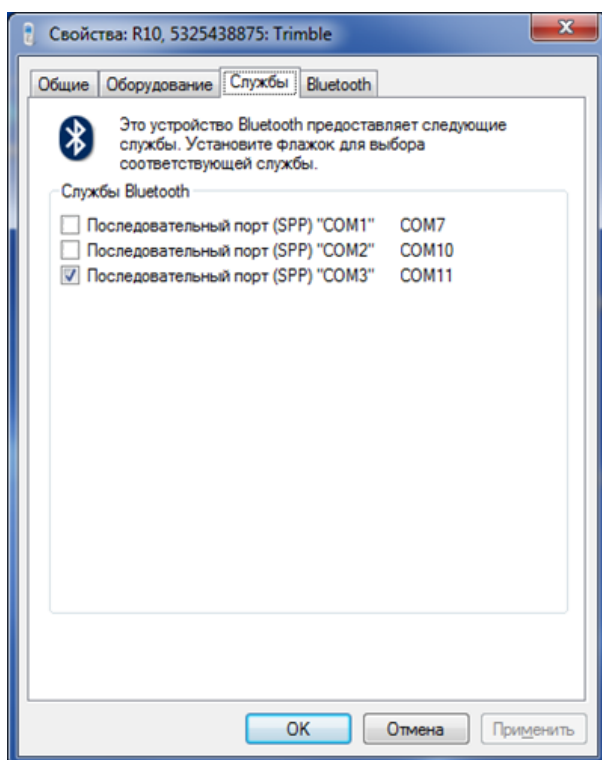 Свойства: R10, 5325438875: Trimble
Общие Оборудование Службы Bluetooth
Это устройство Bluetooth предоставляет следующие
службы. Установите флажок для выбора
соответствующей службы.
Службы Bluetooth
Последовательный порт (SPP) "COM1" COM7
Последовательный порт (SPP) "COM2" COM10
Последовательный порт (SPP) "COM3" COM11
OK Отмена Применить